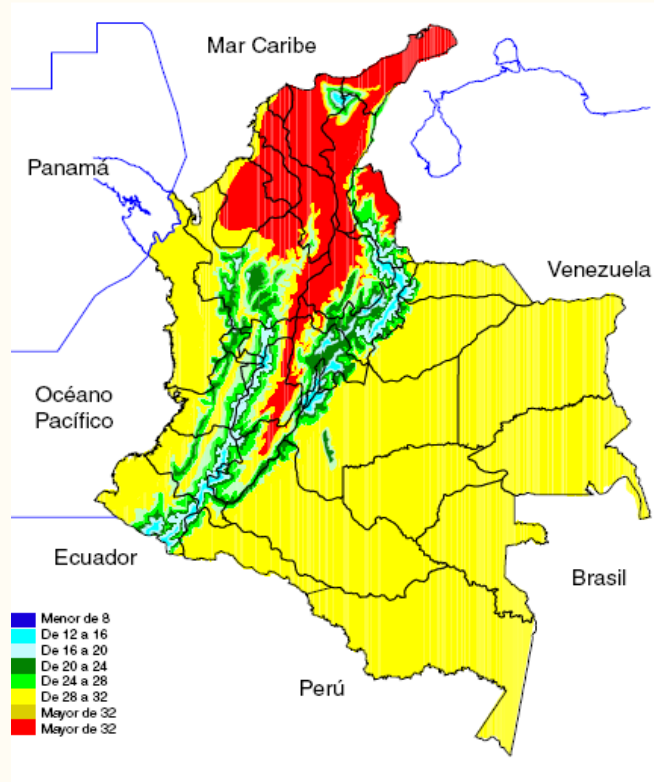 Mar Caribe
Panamá
Venezuela
Océano
Pacífico
Ecuador
Brasil
Perú
Menor de 8
De 12 a 16
De 16 a 20
De 20 a 24
De 24 a 28
De 28 a 32
Mayor de 32
Mayor de 32